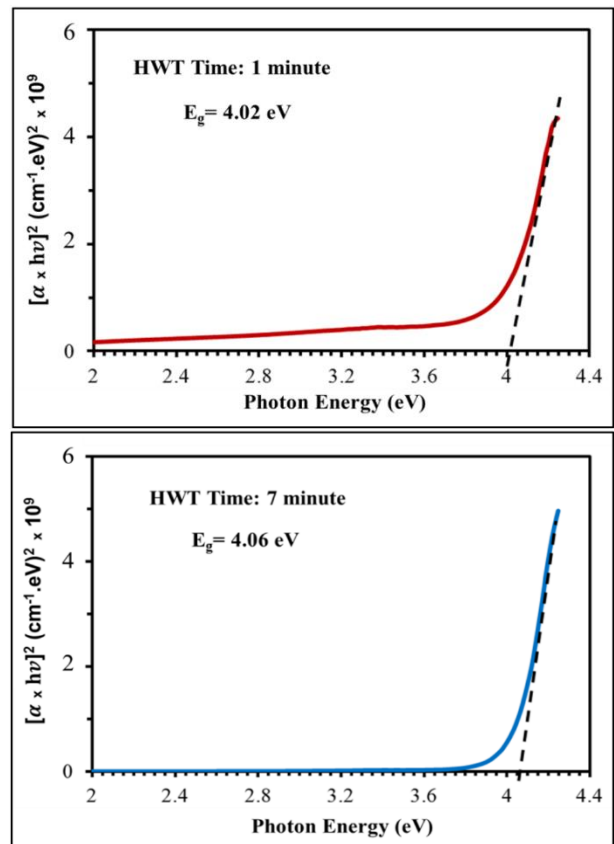 6
HWT Time: 1 minute
E_g= 4.02 eV
4
2
0
[α x hν]² (cm⁻¹.eV)² x 10⁹
2 2.4 2.8 3.2 3.6 4 4.4
Photon Energy (eV)
6
HWT Time: 7 minute
E_g= 4.06 eV
4
2
0
[α x hν]² (cm⁻¹.eV)² x 10⁹
2 2.4 2.8 3.2 3.6 4 4.4
Photon Energy (eV)